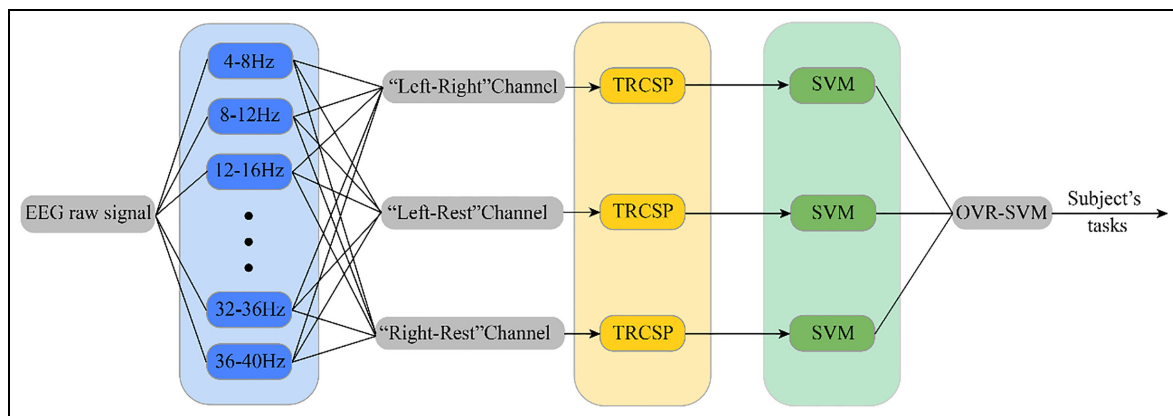 EEG raw signal
4-8Hz
8-12Hz
12-16Hz
32-36Hz
36-40Hz
“Left-Right”Channel
“Left-Rest”Channel
“Right-Rest”Channel
TRCSP
TRCSP
TRCSP
SVM
SVM
SVM
OVR-SVM
Subject's
tasks